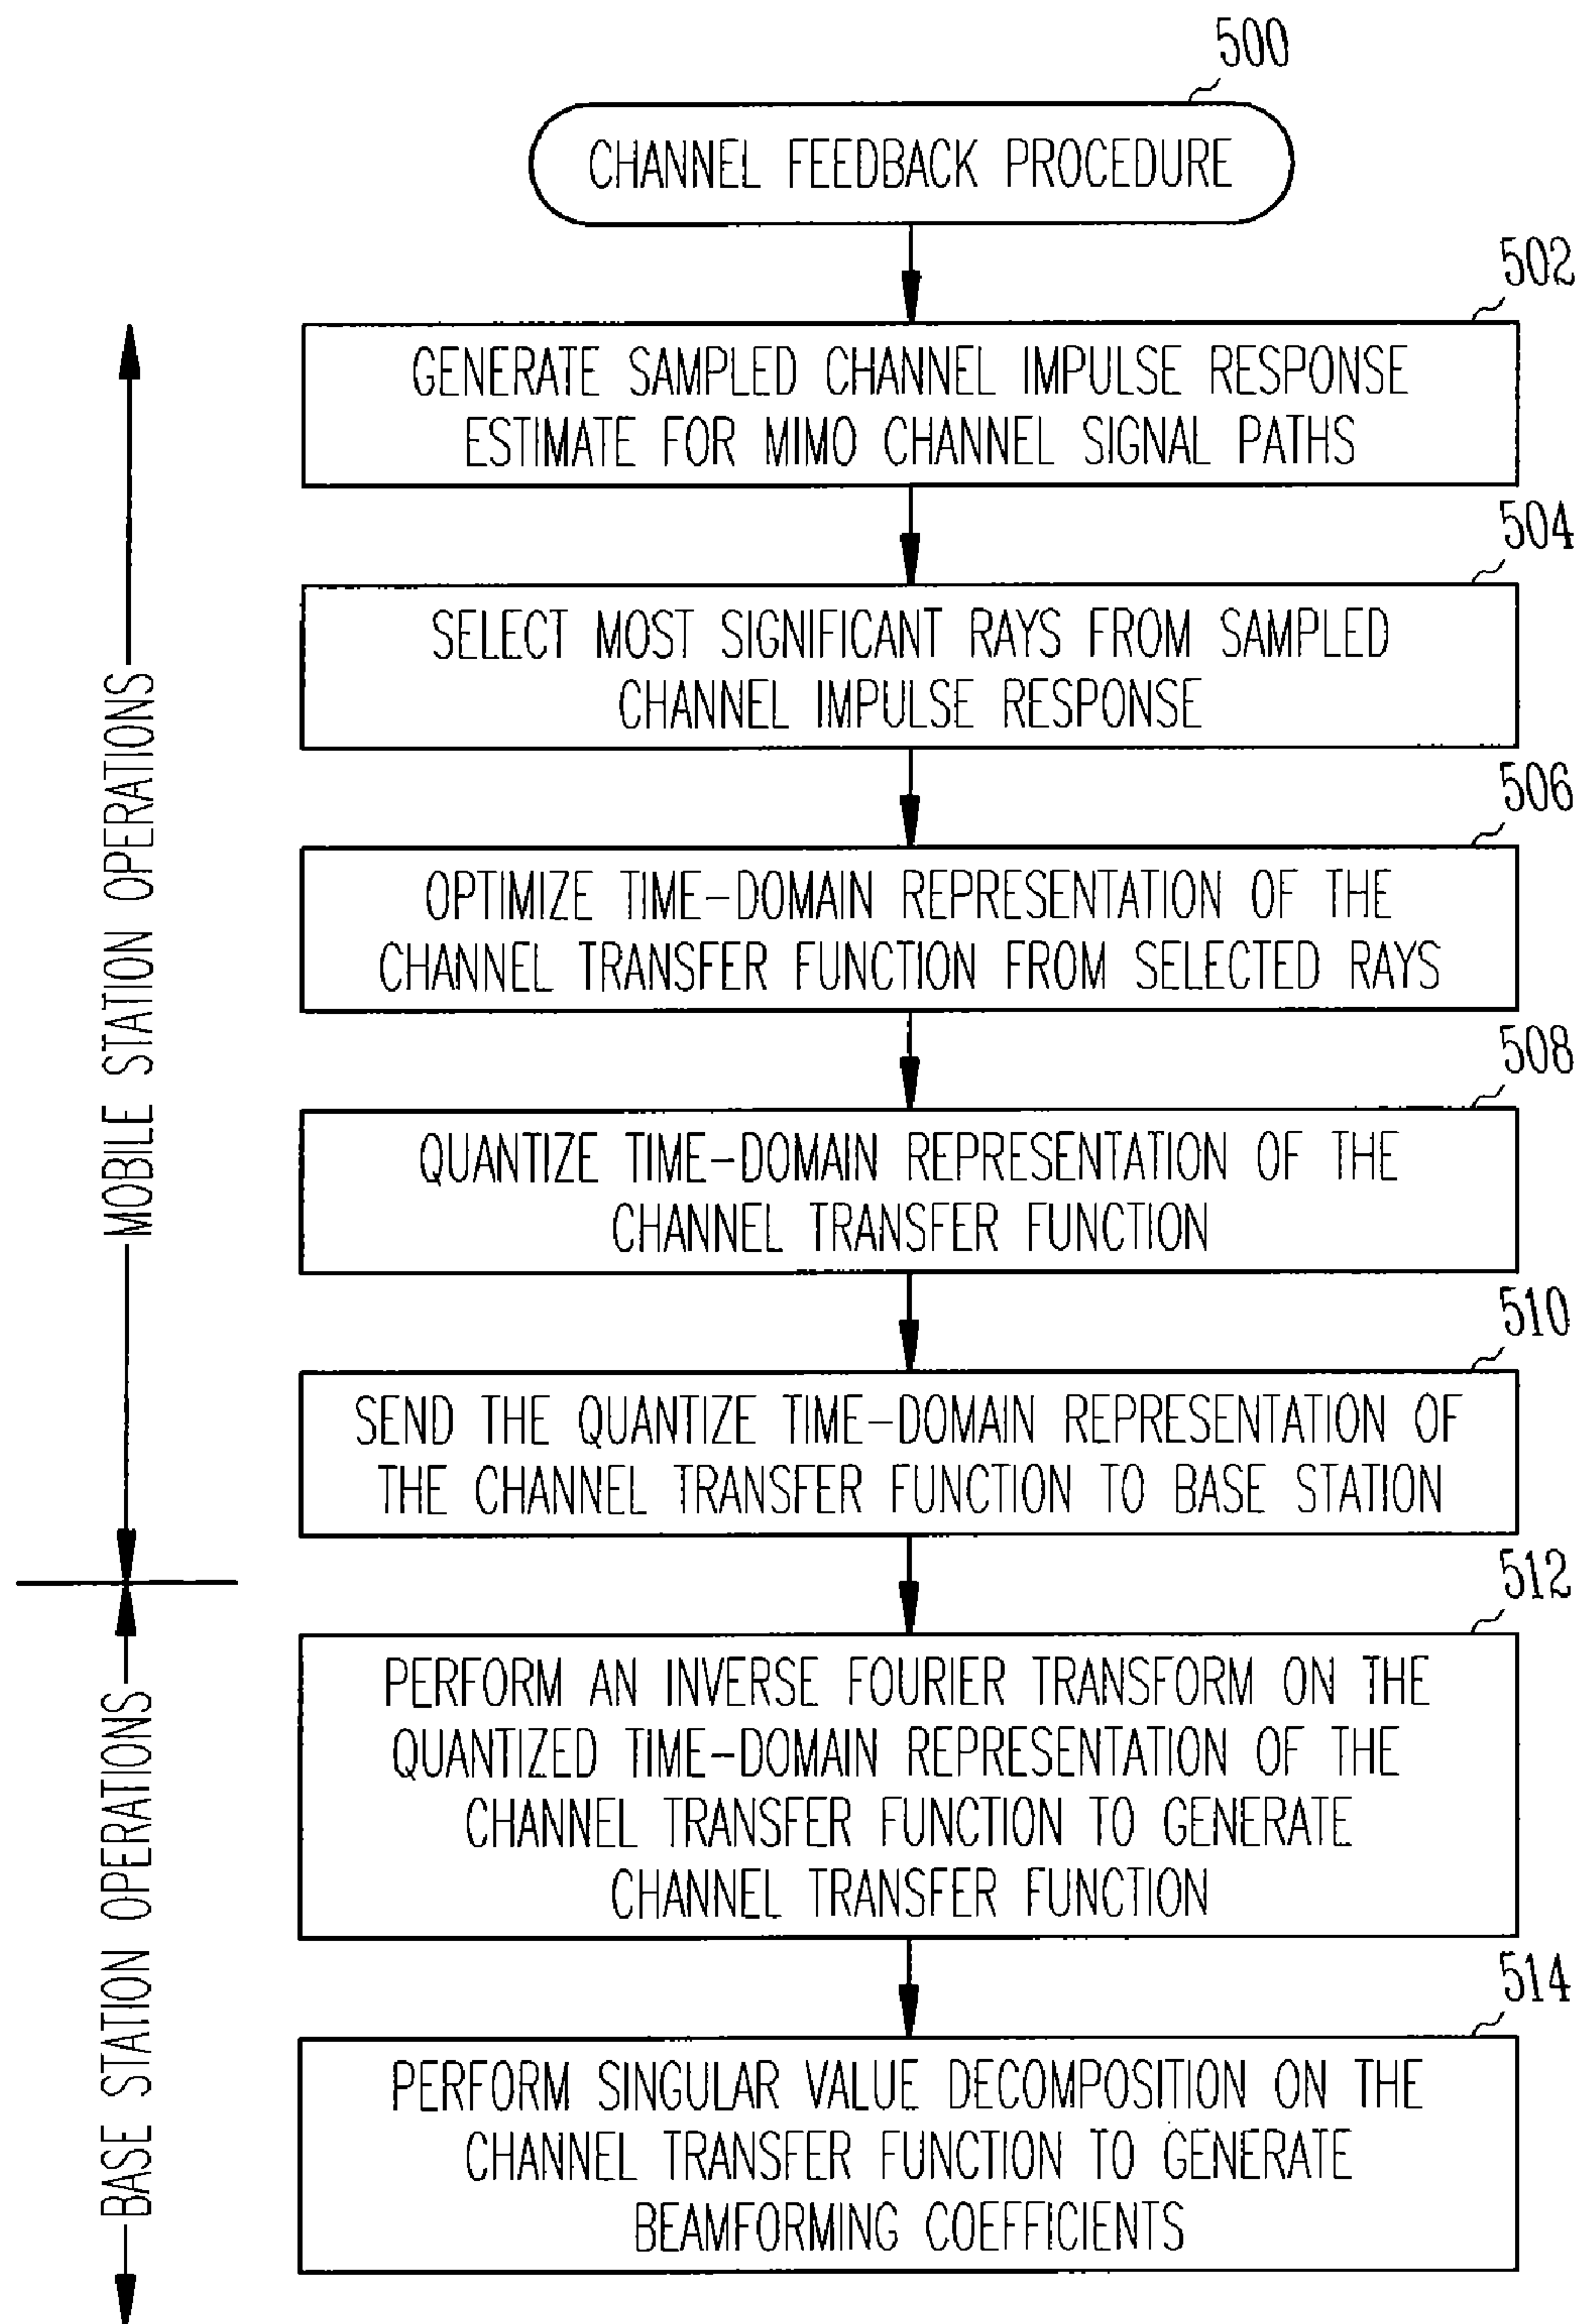 500
CHANNEL FEEDBACK PROCEDURE
502
GENERATE SAMPLED CHANNEL IMPULSE RESPONSE
ESTIMATE FOR MIMO CHANNEL SIGNAL PATHS
504
SELECT MOST SIGNIFICANT RAYS FROM SAMPLED
CHANNEL IMPULSE RESPONSE
506
OPTIMIZE TIME-DOMAIN REPRESENTATION OF THE
CHANNEL TRANSFER FUNCTION FROM SELECTED RAYS
508
QUANTIZE TIME-DOMAIN REPRESENTATION OF THE
CHANNEL TRANSFER FUNCTION
510
SEND THE QUANTIZE TIME-DOMAIN REPRESENTATION OF
THE CHANNEL TRANSFER FUNCTION TO BASE STATION
MOBILE STATION OPERATIONS
512
PERFORM AN INVERSE FOURIER TRANSFORM ON THE
QUANTIZED TIME-DOMAIN REPRESENTATION OF THE
CHANNEL TRANSFER FUNCTION TO GENERATE
CHANNEL TRANSFER FUNCTION
514
PERFORM SINGULAR VALUE DECOMPOSITION ON THE
CHANNEL TRANSFER FUNCTION TO GENERATE
BEAMFORMING COEFFICIENTS
BASE STATION OPERATIONS